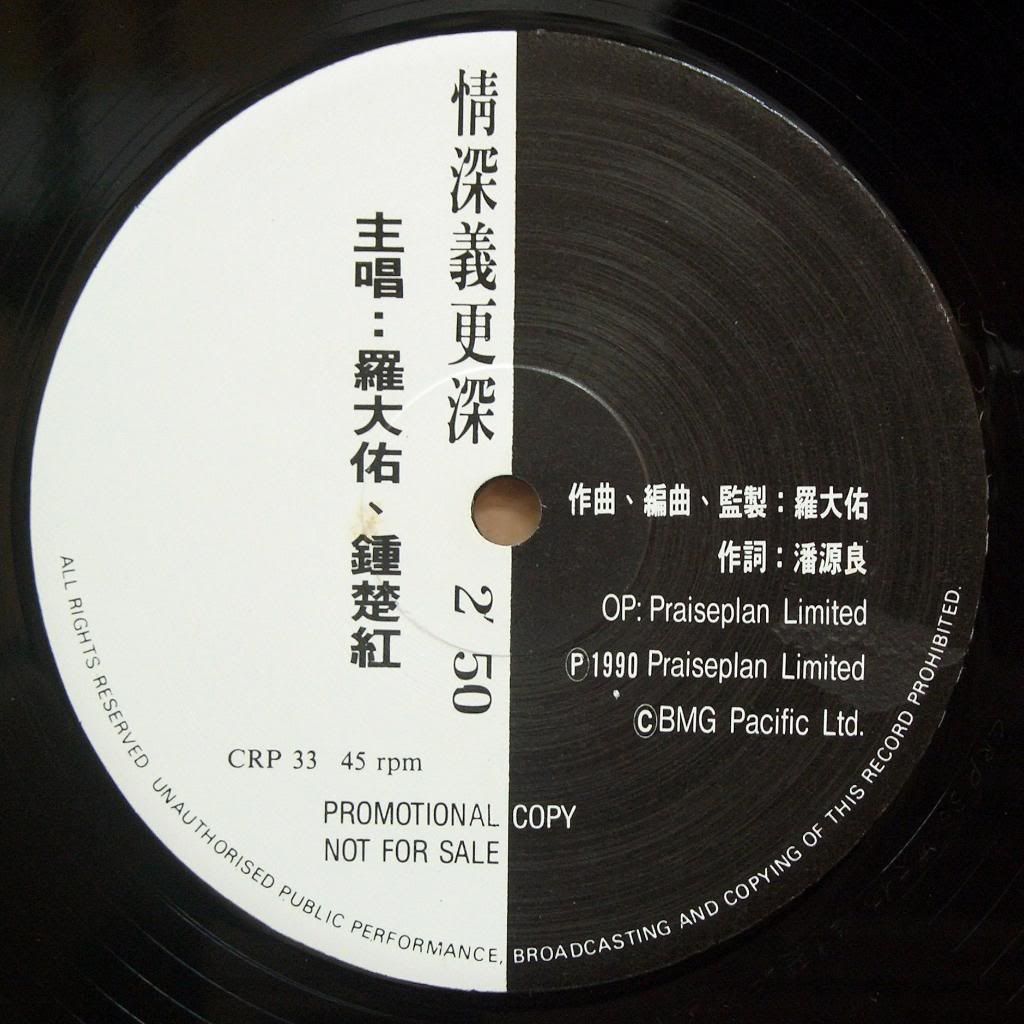 情深義更深 2'50
主唱：羅大佑、鍾楚紅
作曲、編曲、監製：羅大佑
作詞：潘源良
OP: Praiseplan Limited
Ⓟ1990 Praiseplan Limited
©BMG Pacific Ltd.
CRP 33 45 rpm
PROMOTIONAL COPY
NOT FOR SALE
ALL RIGHTS RESERVED UNAUTHORISED PUBLIC PERFORMANCE, BROADCASTING AND COPYING OF THIS RECORD PROHIBITED.